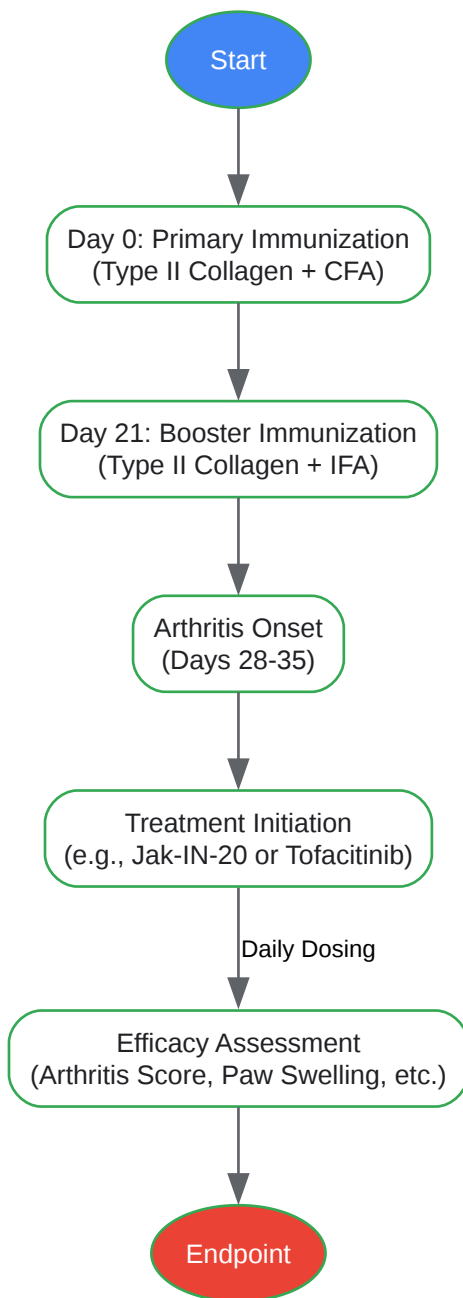 Start
Day 0: Primary Immunization
(Type II Collagen + CFA)
Day 21: Booster Immunization
(Type II Collagen + IFA)
Arthritis Onset
(Days 28-35)
Treatment Initiation
(e.g., Jak-IN-20 or Tofacitinib)
Daily Dosing
Efficacy Assessment
(Arthritis Score, Paw Swelling, etc.)
Endpoint